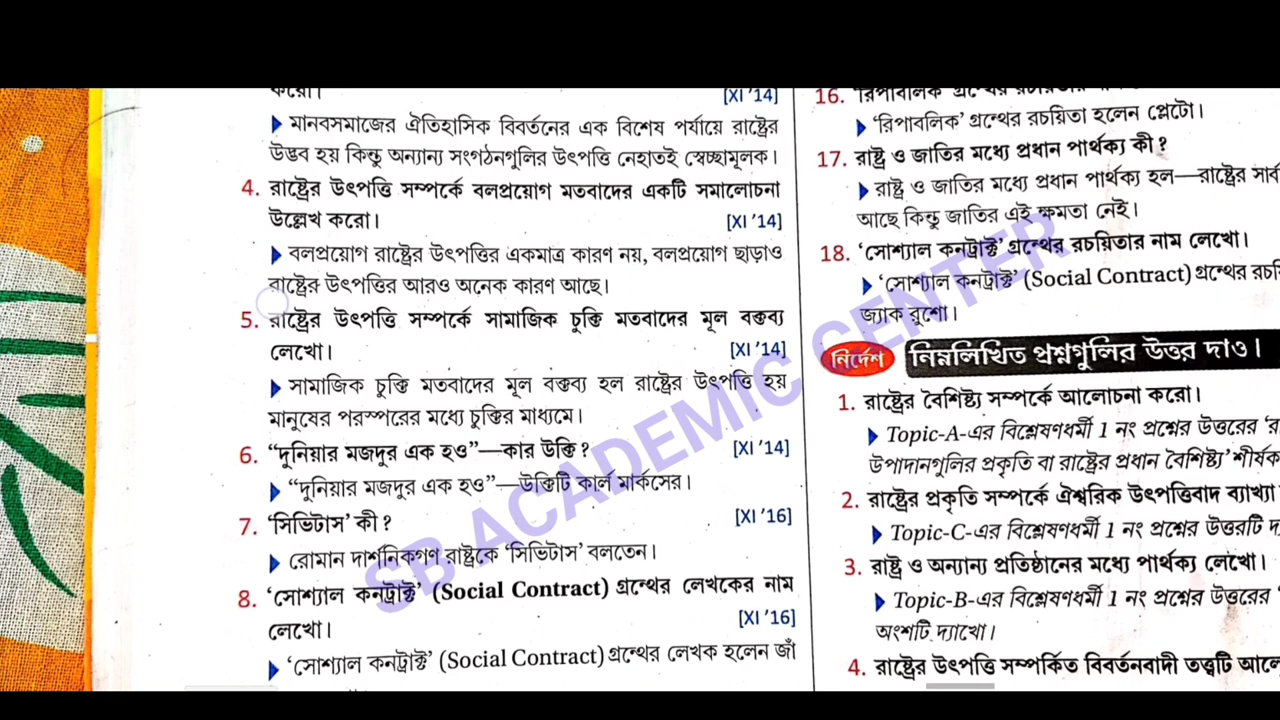 করো। [XI '14]
▶ মানবসমাজের ঐতিহাসিক বিবর্তনের এক বিশেষ পর্যায়ে রাষ্ট্রের
উদ্ভব হয় কিন্তু অন্যান্য সংগঠনগুলির উৎপত্তি নেহাতই স্বেচ্ছামূলক।
4. রাষ্ট্রের উৎপত্তি সম্পর্কে বলপ্রয়োগ মতবাদের একটি সমালোচনা
উল্লেখ করো। [XI '14]
▶ বলপ্রয়োগ রাষ্ট্রের উৎপত্তির একমাত্র কারণ নয়, বলপ্রয়োগ ছাড়াও
রাষ্ট্রের উৎপত্তির আরও অনেক কারণ আছে।
5. রাষ্ট্রের উৎপত্তি সম্পর্কে সামাজিক চুক্তি মতবাদের মূল বক্তব্য
লেখো। [XI '14]
▶ সামাজিক চুক্তি মতবাদের মূল বক্তব্য হল রাষ্ট্রের উৎপত্তি হয়
মানুষের পরস্পরের মধ্যে চুক্তির মাধ্যমে।
6. “দুনিয়ার মজদুর এক হও”—কার উক্তি? [XI '14]
▶ “দুনিয়ার মজদুর এক হও”—উক্তিটি কার্ল মার্কসের।
7. ‘সিভিটাস’ কী? [XI '16]
▶ রোমান দার্শনিকগণ রাষ্ট্রকে ‘সিভিটাস’ বলতেন।
8. ‘সোশ্যাল কনট্রাক্ট’ (Social Contract) গ্রন্থের লেখকের নাম
লেখো। [XI '16]
▶ ‘সোশ্যাল কনট্রাক্ট’ (Social Contract) গ্রন্থের লেখক হলেন জাঁ
16. ‘রিপাবলিক’ গ্রন্থের
▶ ‘রিপাবলিক’ গ্রন্থের রচয়িতা হলেন প্লেটো।
17. রাষ্ট্র ও জাতির মধ্যে প্রধান পার্থক্য কী?
▶ রাষ্ট্র ও জাতির মধ্যে প্রধান পার্থক্য হল—রাষ্ট্রের সার্ব
আছে কিন্তু জাতির এই ক্ষমতা নেই।
18. ‘সোশ্যাল কনট্রাক্ট’ গ্রন্থের রচয়িতার নাম লেখো।
▶ ‘সোশ্যাল কনট্রাক্ট’ (Social Contract) গ্রন্থের রচয়ি
জ্যাক রুশো।
নির্দেশ নিম্নলিখিত প্রশ্নগুলির উত্তর দাও।
1. রাষ্ট্রের বৈশিষ্ট্য সম্পর্কে আলোচনা করো।
▶ Topic-A-এর বিশ্লেষণধর্মী 1 নং প্রশ্নের উত্তরের ‘রা
উপাদানগুলির প্রকৃতি বা রাষ্ট্রের প্রধান বৈশিষ্ট্য’ শীর্ষক
2. রাষ্ট্রের প্রকৃতি সম্পর্কে ঐশ্বরিক উৎপত্তিবাদ ব্যাখ্যা
▶ Topic-C-এর বিশ্লেষণধর্মী 1 নং প্রশ্নের উত্তরটি দ
3. রাষ্ট্র ও অন্যান্য প্রতিষ্ঠানের মধ্যে পার্থক্য লেখো।
▶ Topic-B-এর বিশ্লেষণধর্মী 1 নং প্রশ্নের উত্তরের ‘
অংশটি দ্যাখো।
4. রাষ্ট্রের উৎপত্তি সম্পর্কিত বিবর্তনবাদী তত্ত্বটি আলো
SB ACADEMIC CENTER